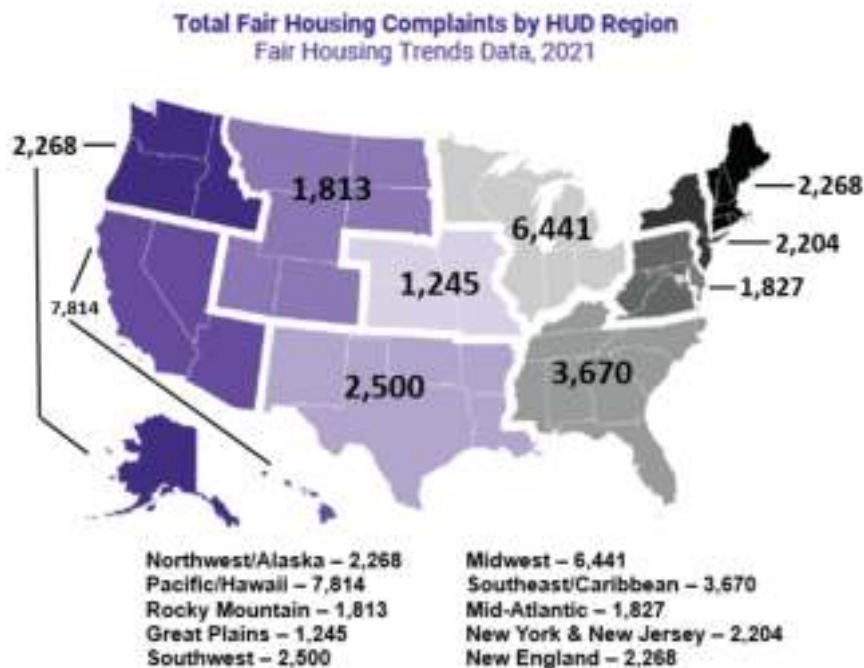 Total Fair Housing Complaints by HUD Region
Fair Housing Trends Data, 2021
2,268
1,813
6,441
2,268
2,204
1,245
1,827
7,814
2,500
3,670
Northwest/Alaska – 2,268
Pacific/Hawaii – 7,814
Rocky Mountain – 1,813
Great Plains – 1,245
Southwest – 2,500
Midwest – 6,441
Southeast/Caribbean – 3,670
Mid-Atlantic – 1,827
New York & New Jersey – 2,204
New England – 2,268